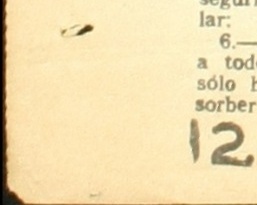 lar:
6.—
a tod
sólo h
sorber
12